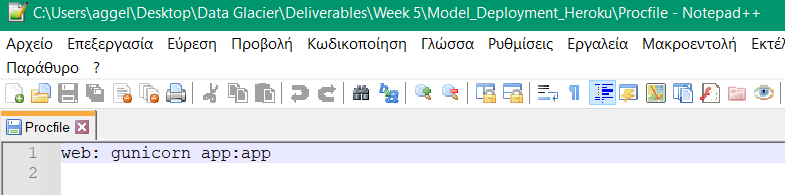 C:\Users\aggel\Desktop\Data Glacier\Deliverables\Week 5\Model_Deployment_Heroku\Procfile - Notepad++
Αρχείο Επεξεργασία Εύρεση Προβολή Κωδικοποίηση Γλώσσα Ρυθμίσεις Εργαλεία Μακροεντολή Εκτέλ
Παράθυρο ?
Procfile
1 web: gunicorn app:app
2